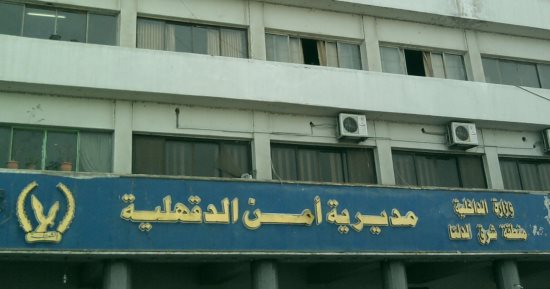 وزارة الداخلية
منطقة شرق الدلتا
مديرية أمن الدقهلية